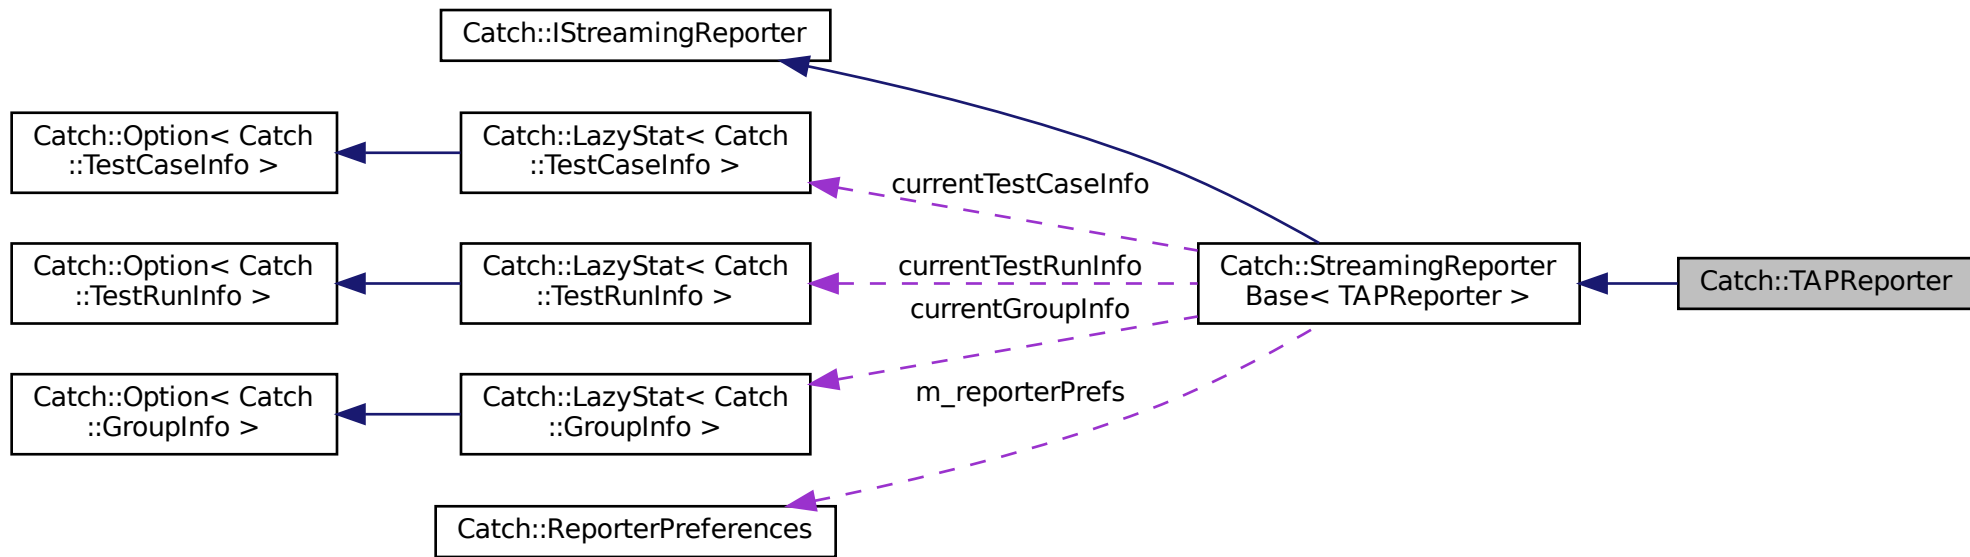 Catch::IStreamingReporter
Catch::Option< Catch
::TestCaseInfo >
Catch::LazyStat< Catch
::TestCaseInfo >
currentTestCaseInfo
Catch::Option< Catch
::TestRunInfo >
Catch::LazyStat< Catch
::TestRunInfo >
currentTestRunInfo
Catch::StreamingReporter
Base< TAPReporter >
Catch::TAPReporter
currentGroupInfo
Catch::Option< Catch
::GroupInfo >
Catch::LazyStat< Catch
::GroupInfo >
m_reporterPrefs
Catch::ReporterPreferences